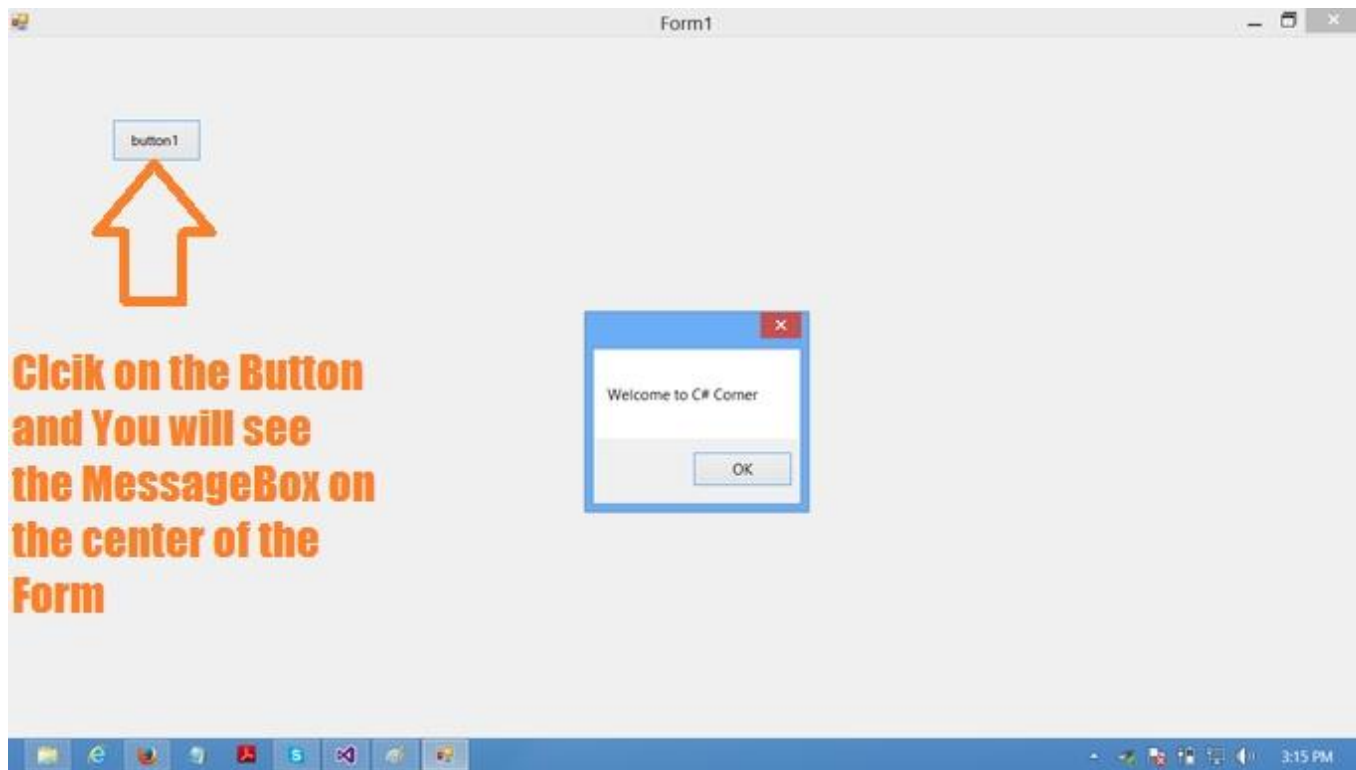 Form1
button1
Clcik on the Button
and You will see
the MessageBox on
the center of the
Form
Welcome to C# Corner
OK
3:15 PM